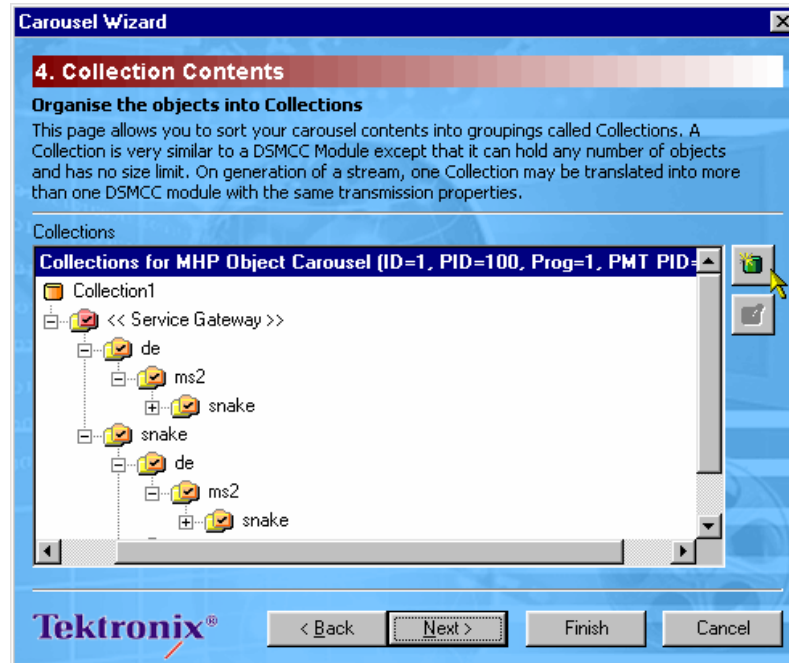 Carousel Wizard
4. Collection Contents
Organise the objects into Collections
This page allows you to sort your carousel contents into groupings called Collections. A
Collection is very similar to a DSMCC Module except that it can hold any number of objects
and has no size limit. On generation of a stream, one Collection may be translated into more
than one DSMCC module with the same transmission properties.
Collections
Collections for MHP Object Carousel (ID=1, PID=100, Prog=1, PMT PID=
Collection1
<< Service Gateway >>
de
ms2
snake
snake
de
ms2
snake
Tektronix®
< Back
Next >
Finish
Cancel